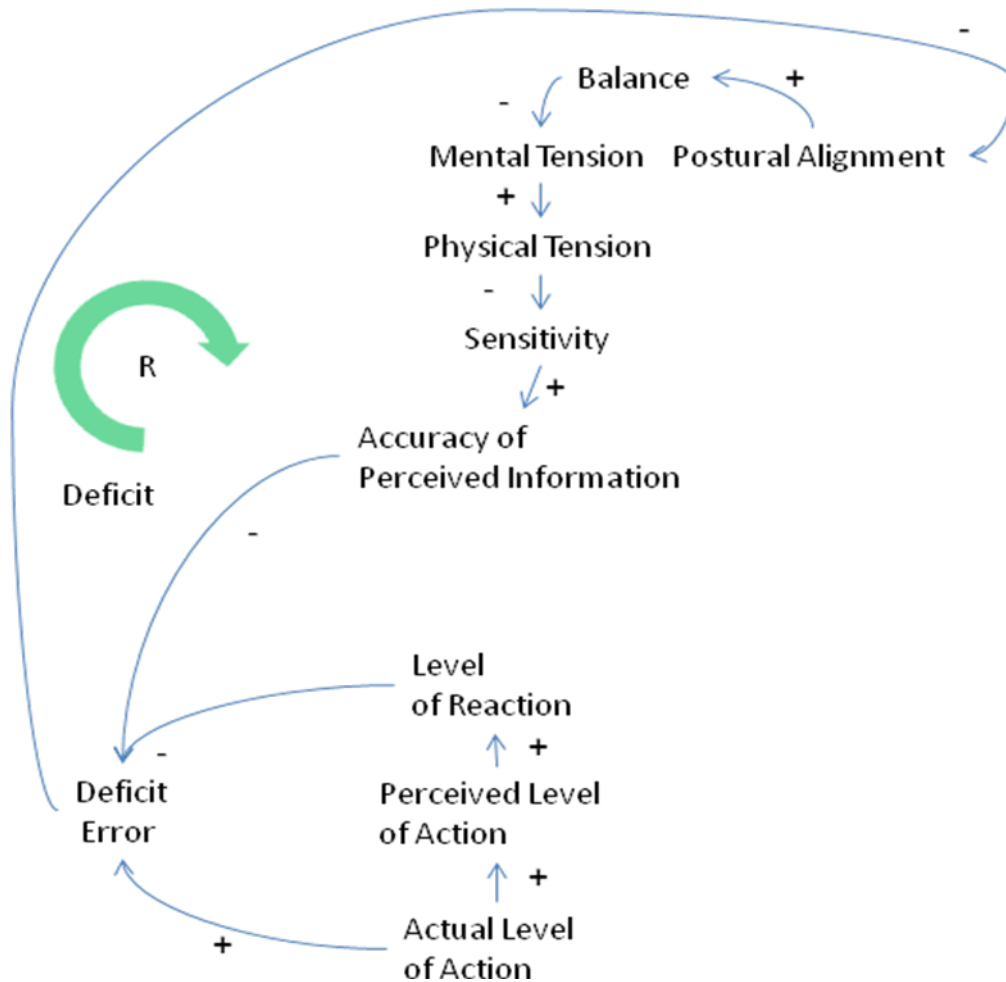 -
Balance
+
-
Mental Tension
Postural Alignment
+
Physical Tension
-
Sensitivity
R
+
Accuracy of
Perceived Information
Deficit
-
Level
of Reaction
-
+
Deficit
Error
Perceived Level
of Action
+
Actual Level
of Action
+